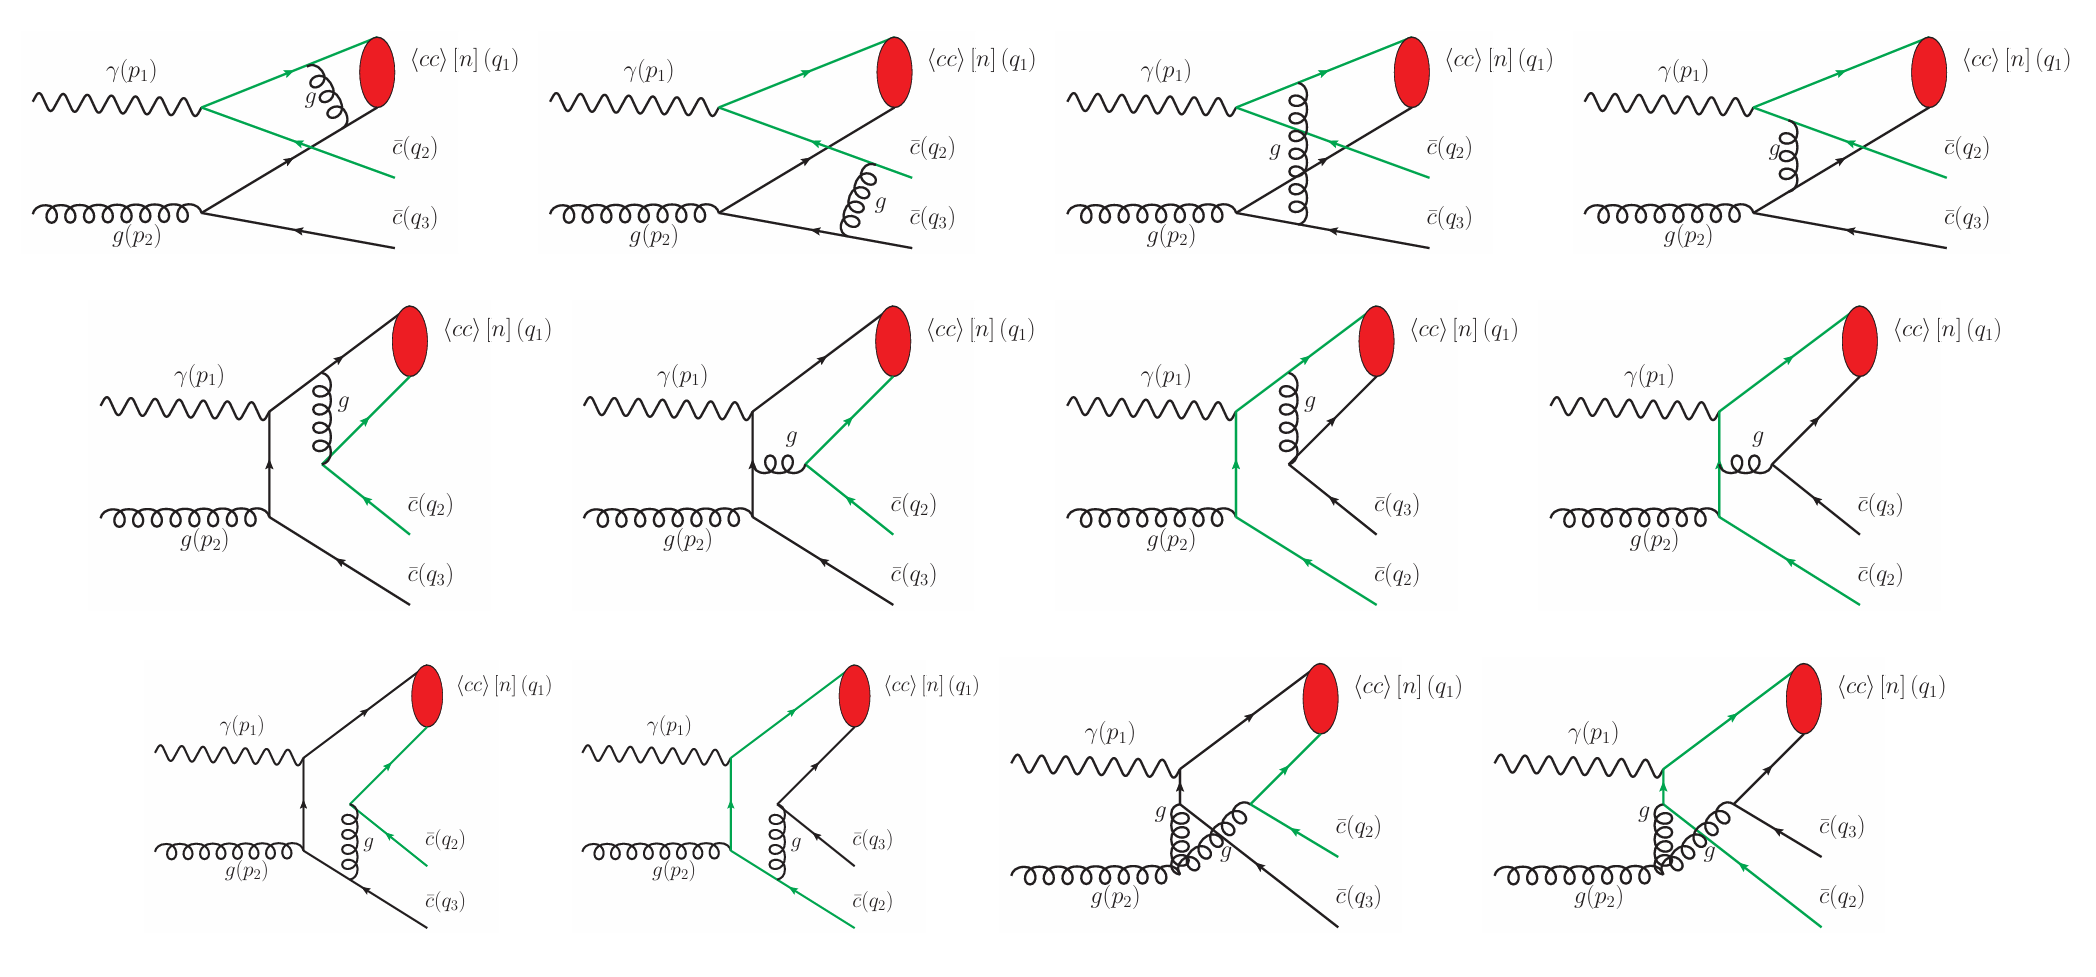 γ(p₁) g ⟨cc⟩ [n] (q₁) c̄(q₂) g(p₂) c̄(q₃)
γ(p₁) ⟨cc⟩ [n] (q₁) c̄(q₂) g g(p₂) c̄(q₃)
γ(p₁) ⟨cc⟩ [n] (q₁) g c̄(q₂) g(p₂) c̄(q₃)
γ(p₁) ⟨cc⟩ [n] (q₁) g c̄(q₂) g(p₂) c̄(q₃)
γ(p₁) ⟨cc⟩ [n] (q₁) g c̄(q₂) g(p₂) c̄(q₃)
γ(p₁) ⟨cc⟩ [n] (q₁) g c̄(q₂) g(p₂) c̄(q₃)
γ(p₁) ⟨cc⟩ [n] (q₁) g c̄(q₃) g(p₂) c̄(q₂)
γ(p₁) ⟨cc⟩ [n] (q₁) g c̄(q₃) g(p₂) c̄(q₂)
γ(p₁) ⟨cc⟩ [n] (q₁) g c̄(q₂) g(p₂) c̄(q₃)
γ(p₁) ⟨cc⟩ [n] (q₁) g c̄(q₃) g(p₂) c̄(q₂)
γ(p₁) ⟨cc⟩ [n] (q₁) g g c̄(q₂) g(p₂) c̄(q₃)
γ(p₁) ⟨cc⟩ [n] (q₁) g g c̄(q₃) g(p₂) c̄(q₂)